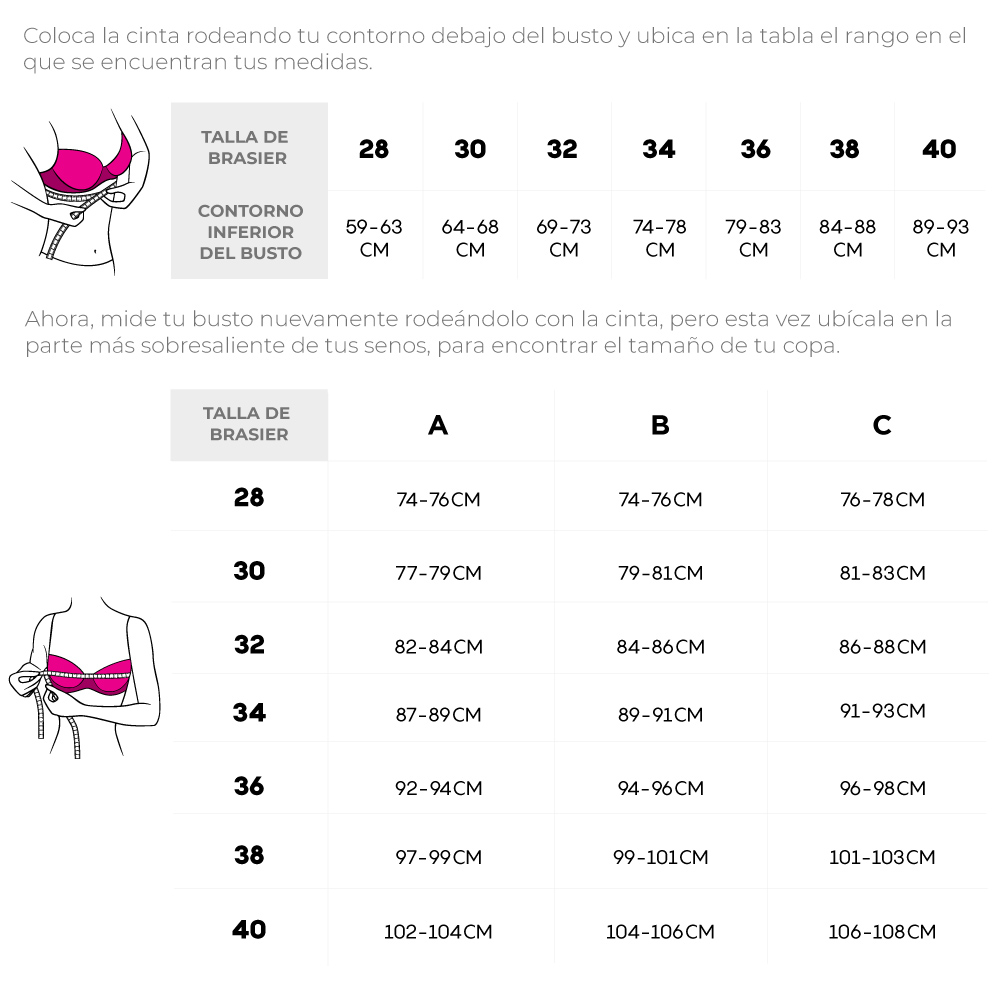 Coloca la cinta rodeando tu contorno debajo del busto y ubica en la tabla el rango en el
que se encuentran tus medidas.
TALLA DE
BRASIER
28 30 32 34 36 38 40
CONTORNO
INFERIOR
DEL BUSTO
59-63 64-68 69-73 74-78 79-83 84-88 89-93
CM CM CM CM CM CM CM
Ahora, mide tu busto nuevamente rodeándolo con la cinta, pero esta vez ubícala en la
parte más sobresaliente de tus senos, para encontrar el tamaño de tu copa.
TALLA DE
BRASIER
A B C
28 74-76CM 74-76CM 76-78CM
30 77-79CM 79-81CM 81-83CM
32 82-84CM 84-86CM 86-88CM
34 87-89CM 89-91CM 91-93CM
36 92-94CM 94-96CM 96-98CM
38 97-99CM 99-101CM 101-103CM
40 102-104CM 104-106CM 106-108CM